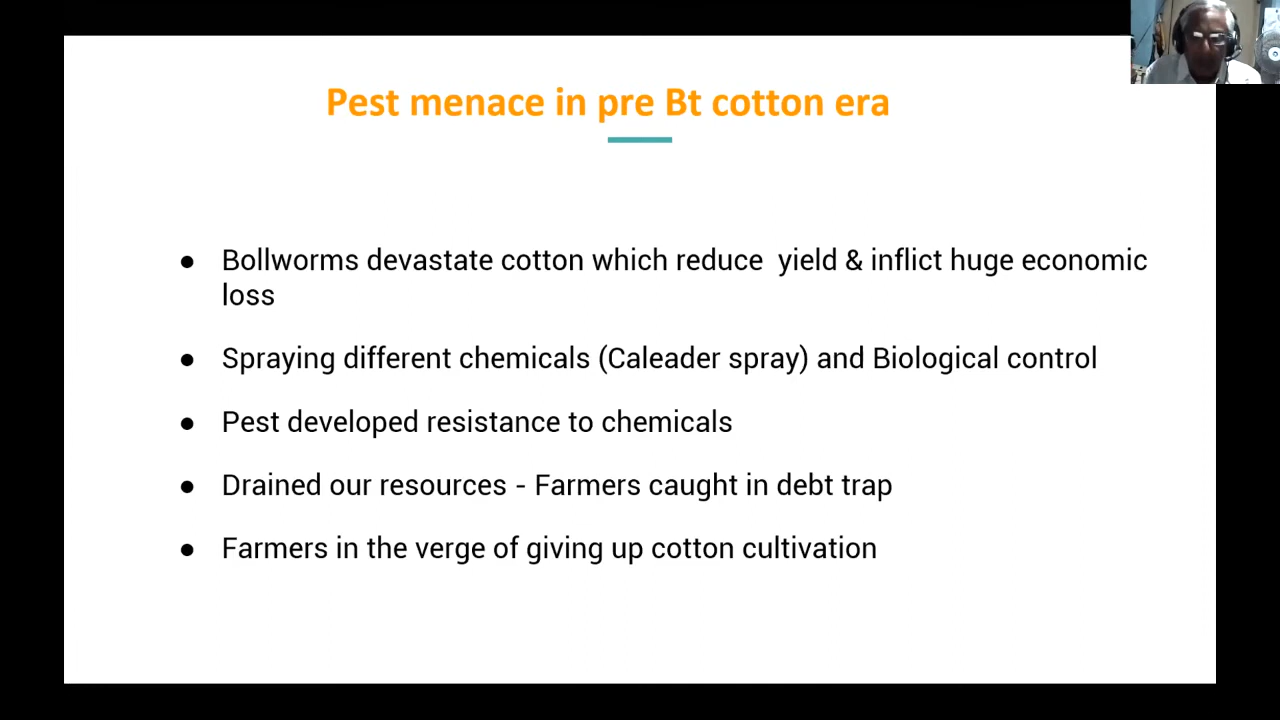 Pest menace in pre Bt cotton era
● Bollworms devastate cotton which reduce  yield & inflict huge economic
loss
● Spraying different chemicals (Caleader spray) and Biological control
● Pest developed resistance to chemicals
● Drained our resources - Farmers caught in debt trap
● Farmers in the verge of giving up cotton cultivation